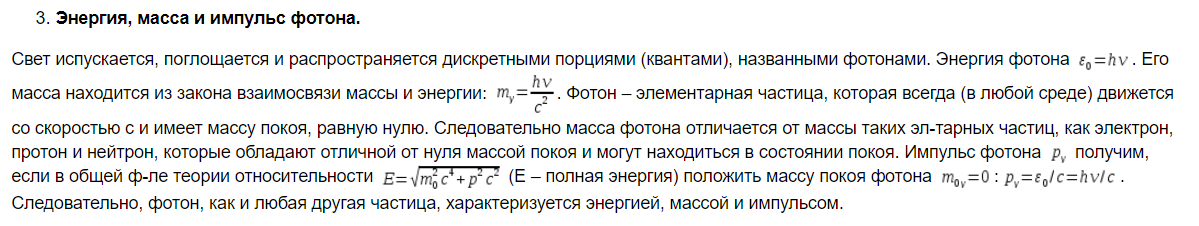 3. Энергия, масса и импульс фотона.
Свет испускается, поглощается и распространяется дискретными порциями (квантами), названными фотонами. Энергия фотона ε₀=hν . Его
масса находится из закона взаимосвязи массы и энергии: mᵧ=hν/c² . Фотон – элементарная частица, которая всегда (в любой среде) движется
со скоростью с и имеет массу покоя, равную нулю. Следовательно масса фотона отличается от массы таких эл-тарных частиц, как электрон,
протон и нейтрон, которые обладают отличной от нуля массой покоя и могут находиться в состоянии покоя. Импульс фотона pᵧ получим,
если в общей ф-ле теории относительности E=√(m₀²c⁴+p²c²) (E – полная энергия) положить массу покоя фотона m₀ᵧ=0 : pᵧ=ε₀/c=hν/c .
Следовательно, фотон, как и любая другая частица, характеризуется энергией, массой и импульсом.